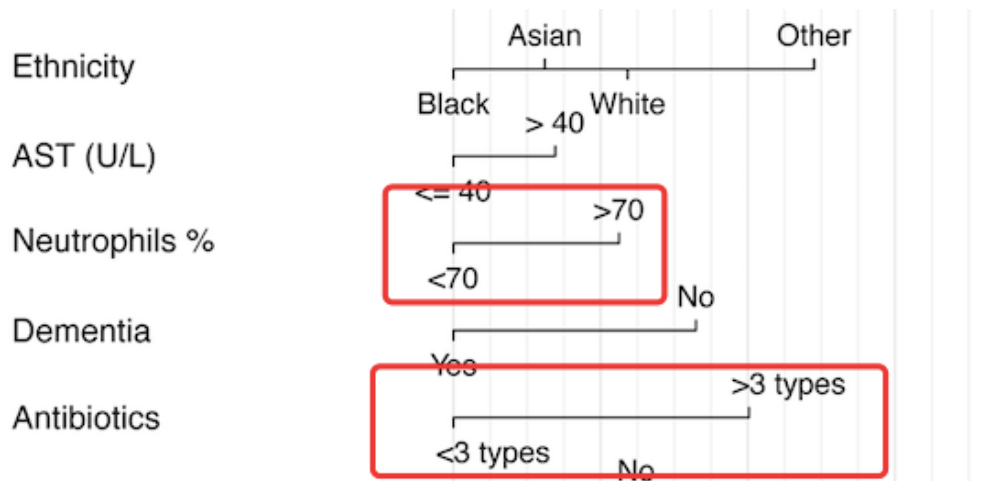 Asian Other
Ethnicity
Black White
> 40
AST (U/L)
<= 40
>70
Neutrophils %
<70
No
Dementia
Yes
>3 types
Antibiotics
<3 types
No